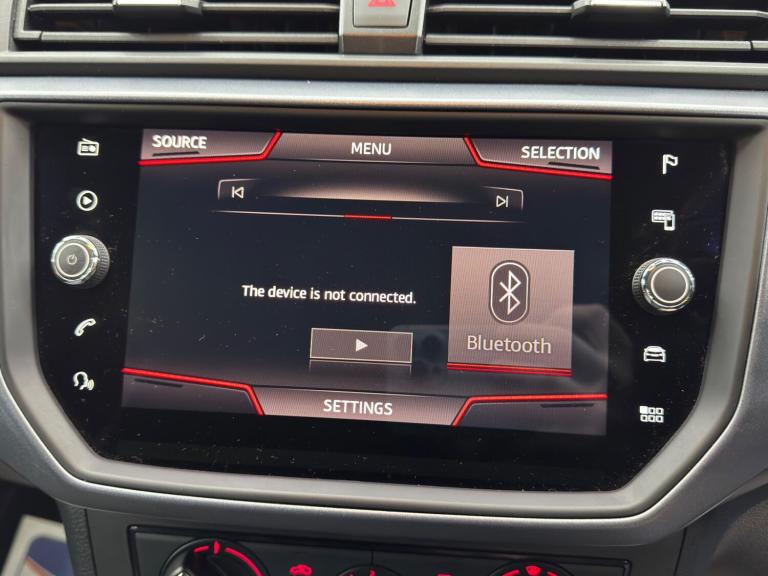 SOURCE
MENU
SELECTION
The device is not connected.
Bluetooth
SETTINGS